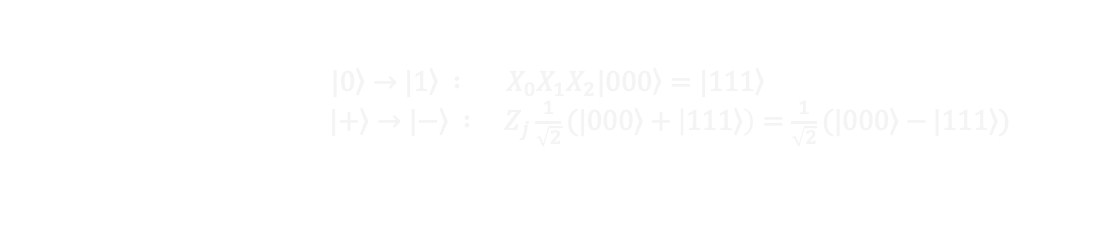 |0⟩ → |1⟩ : X₀X₁X₂|000⟩ = |111⟩
|+⟩ → |−⟩ : Zⱼ 1/√2 (|000⟩ + |111⟩) = 1/√2 (|000⟩ − |111⟩)